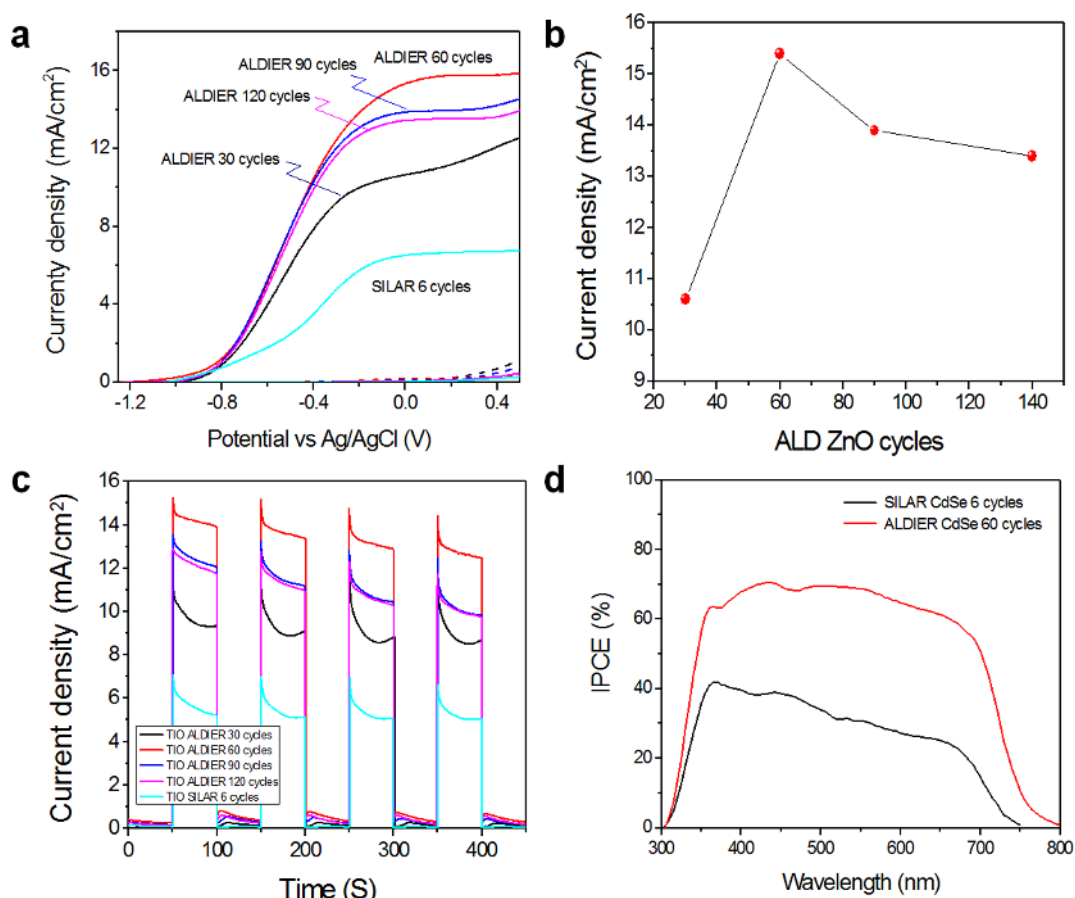 a
Currenty density (mA/cm²)
16
12
8
4
0
ALDIER 60 cycles
ALDIER 90 cycles
ALDIER 120 cycles
ALDIER 30 cycles
SILAR 6 cycles
-1.2 -0.8 -0.4 0.0 0.4
Potential vs Ag/AgCl (V)
b
Current density (mA/cm²)
16
15
14
13
12
11
10
9
20 40 60 80 100 120 140
ALD ZnO cycles
c
Current density (mA/cm²)
16
14
12
10
8
6
4
2
0
TIO ALDIER 30 cycles
TIO ALDIER 60 cycles
TIO ALDIER 90 cycles
TIO ALDIER 120 cycles
TIO SILAR 6 cycles
0 100 200 300 400
Time (S)
d
IPCE (%)
100
80
60
40
20
0
SILAR CdSe 6 cycles
ALDIER CdSe 60 cycles
300 400 500 600 700 800
Wavelength (nm)